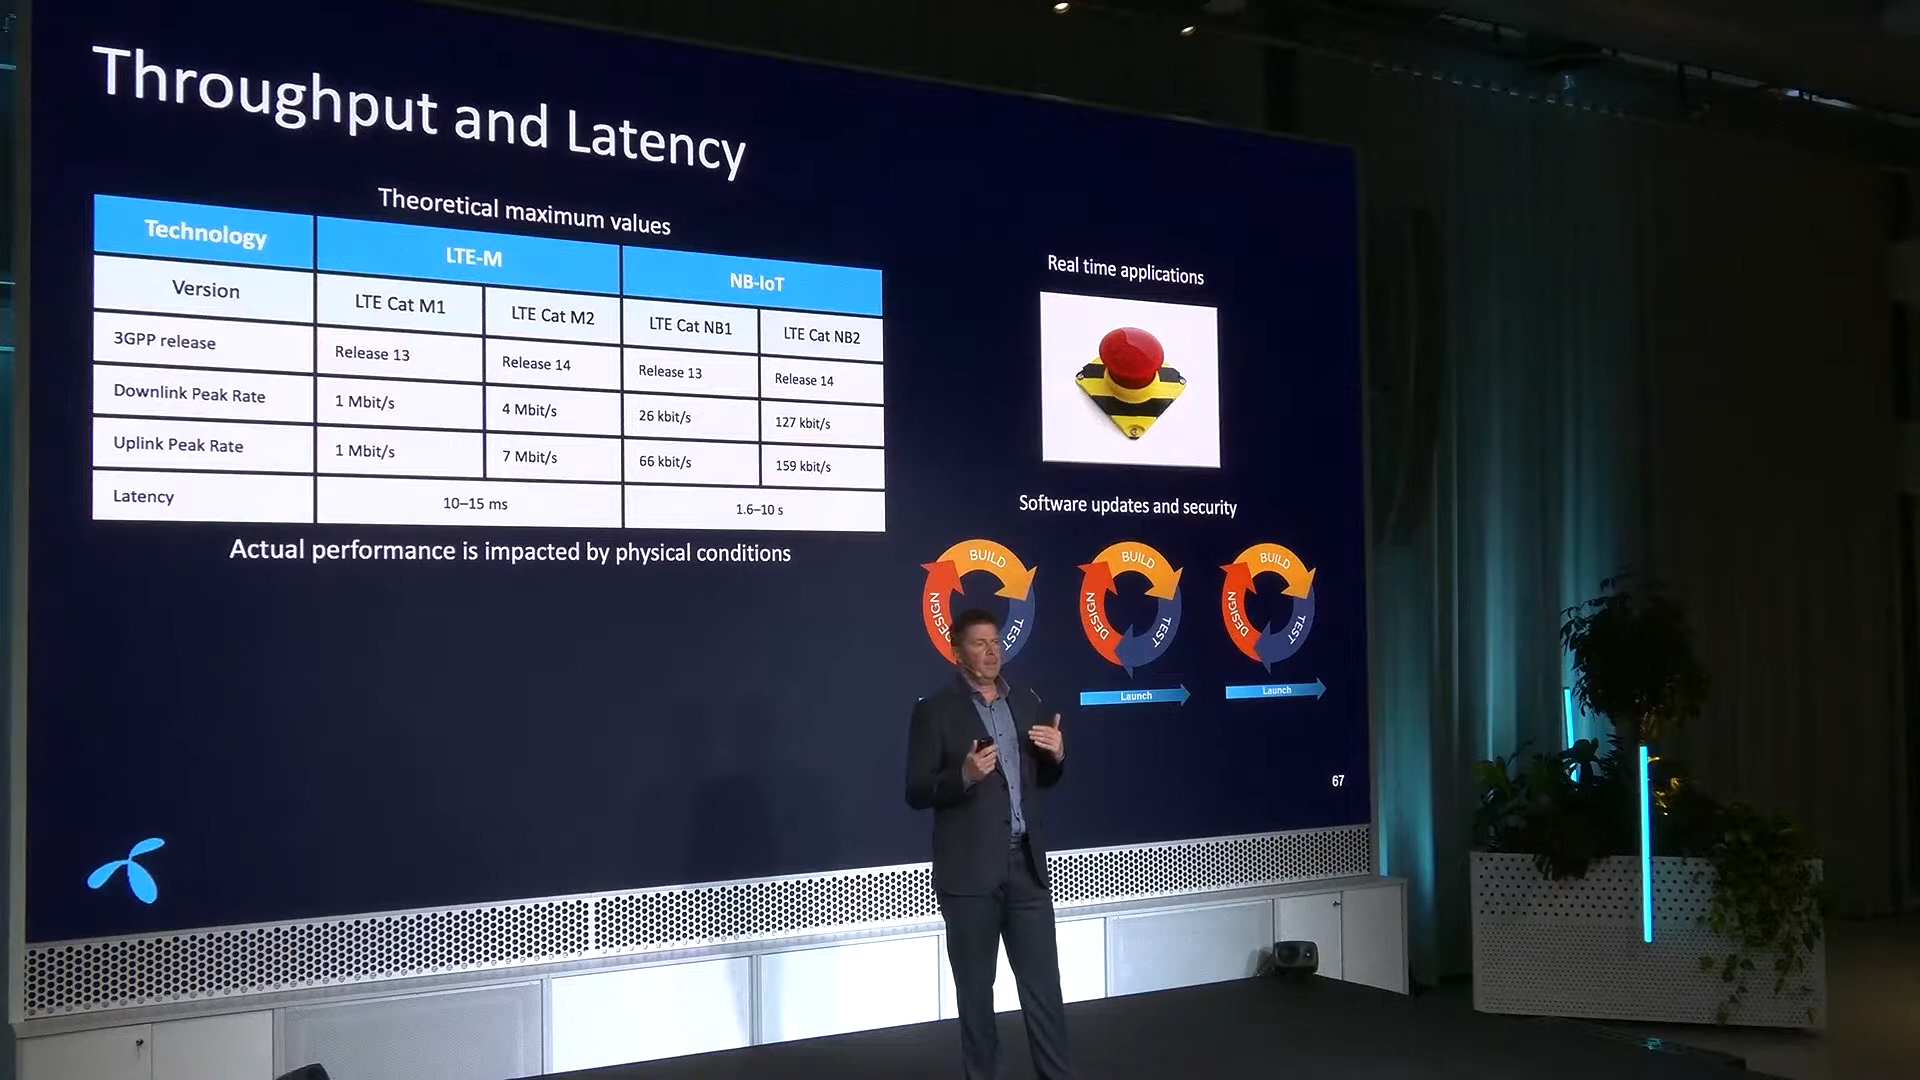 Throughput and Latency
Theoretical maximum values
Technology LTE-M NB-IoT
Version LTE Cat M1 LTE Cat M2 LTE Cat NB1 LTE Cat NB2
3GPP release Release 13 Release 14 Release 13 Release 14
Downlink Peak Rate 1 Mbit/s 4 Mbit/s 26 kbit/s 127 kbit/s
Uplink Peak Rate 1 Mbit/s 7 Mbit/s 66 kbit/s 159 kbit/s
Latency 10–15 ms 1.6–10 s
Actual performance is impacted by physical conditions
Real time applications
Software updates and security
BUILD
TEST
DESIGN
BUILD
TEST
DESIGN
BUILD
TEST
DESIGN
Launch
Launch
67